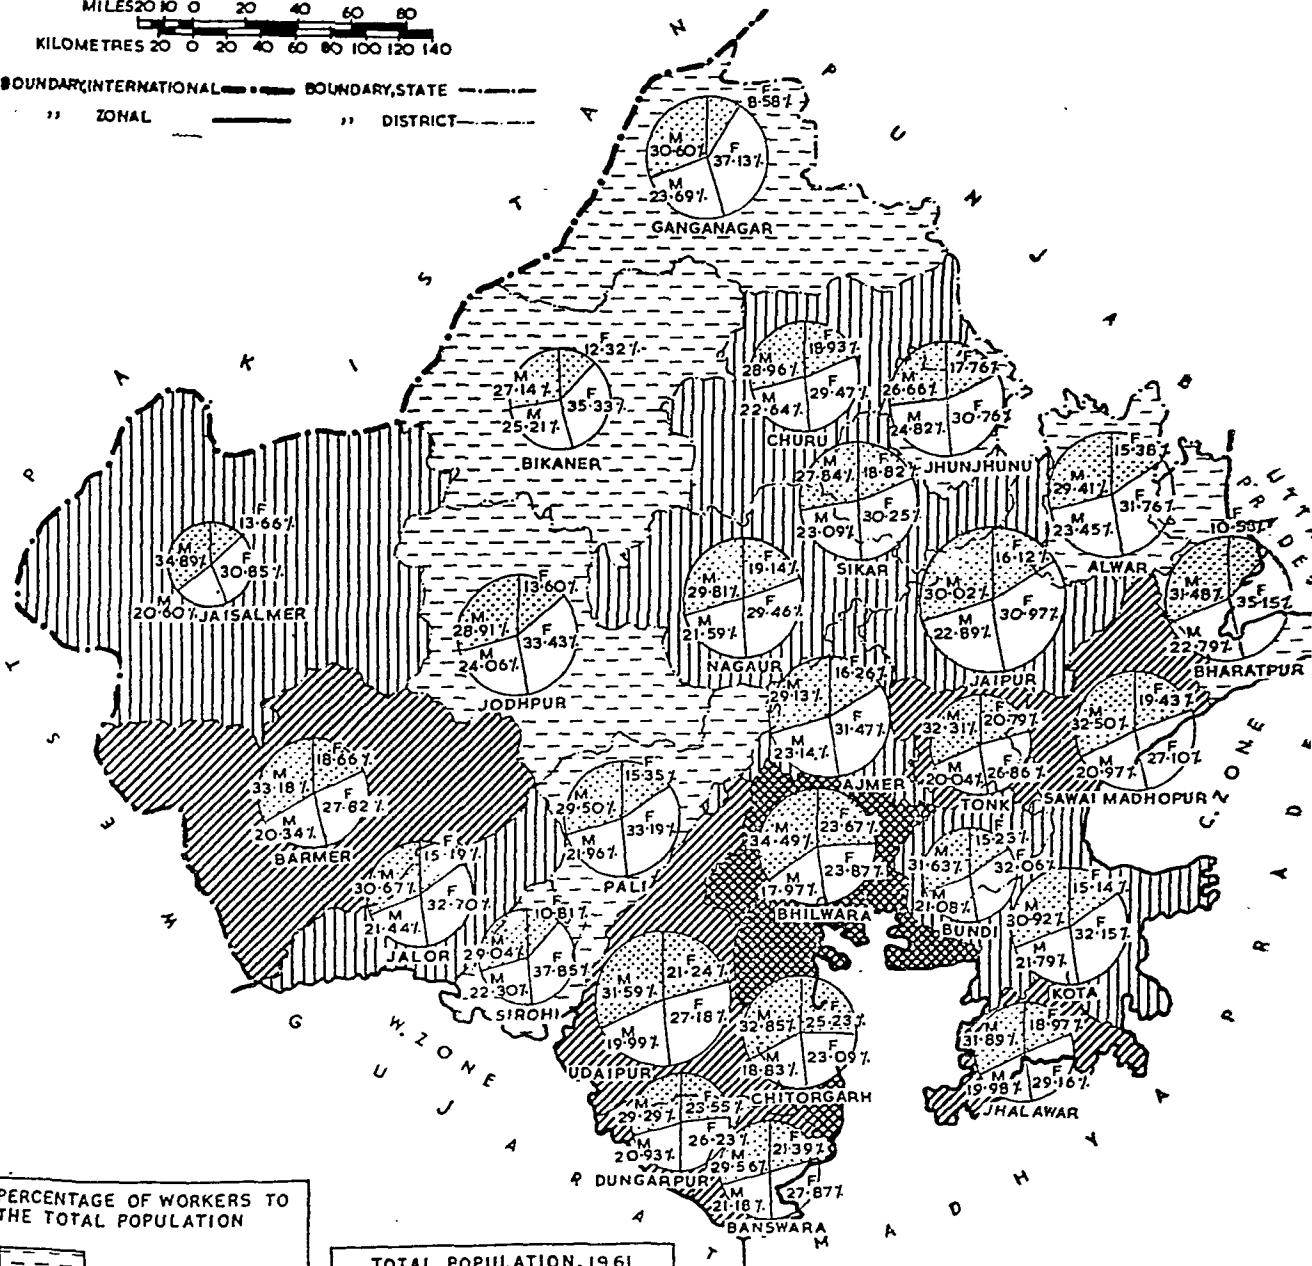 MILES 20 10 0 20 40 60 80
KILOMETRES 20 0 20 40 60 80 100 120 140
BOUNDARY, INTERNATIONAL BOUNDARY, STATE
,, ZONAL ,, DISTRICT
PAKISTAN
WEST
PUNJAB
F 8·58%
M 30·60%
F 37·13%
M 23·69%
GANGANAGAR
F 12·32%
M 27·14%
F 35·33%
M 25·21%
BIKANER
F 18·93%
M 28·96%
F 29·47%
M 22·64%
CHURU
F 17·76%
M 26·66%
F 30·76%
M 24·82%
JHUNJHUNU
F 15·38%
M 29·41%
F 31·76%
M 23·45%
ALWAR
F 18·82
M 27·84%
F 30·25%
M 23·09%
SIKAR
PRADE
F 10·58%
M 31·48%
F 35·15%
M 22·79%
BHARATPUR
F 13·66%
M 34·89%
F 30·85%
M 20·60%
JAISALMER
F 13·60%
M 28·91%
F 33·43%
M 24·06%
JODHPUR
F 19·14%
M 29·81%
F 29·46%
M 21·59%
NAGAUR
F 16·12%
M 30·02%
F 30·97%
M 22·89%
JAIPUR
F 16·26%
M 29·13%
F 31·47%
M 23·14%
AJMER
F 20·79%
M 32·31%
F 26·86%
M 20·04%
TONK
F 19·43%
M 32·50%
F 27·10%
M 20·97%
SAWAI MADHOPUR
C. ZONE
F 18·66%
M 33·18%
F 27·82%
M 20·34%
BARMER
F 15·35%
M 29·50%
F 33·19%
M 21·96%
PALI
F 23·67%
M 34·49%
F 23·87%
M 17·97%
BHILWARA
F 15·23%
M 31·63%
F 32·06%
M 21·08%
BUNDI
F 15·19%
M 30·67%
F 32·70%
M 21·44%
JALOR
F 15·14%
M 30·92%
F 32·15%
M 21·79%
KOTA
F 10·81%
M 29·04%
F 37·85%
M 22·30%
SIROHI
F 21·24%
M 31·59%
F 27·18%
M 19·99%
UDAIPUR
F 25·23%
M 32·85%
F 23·09%
M 18·83%
CHITORGARH
F 18·97%
M 31·89%
F 29·16%
M 19·98%
JHALAWAR
F 23·55%
M 29·29%
F 26·23%
M 20·93%
DUNGARPUR
F 21·39%
M 29·56%
F 27·87%
M 21·18%
BANSWARA
W. ZONE
GUJARAT
MADHYA PRADE
PERCENTAGE OF WORKERS TO
THE TOTAL POPULATION
TOTAL POPULATION, 1961